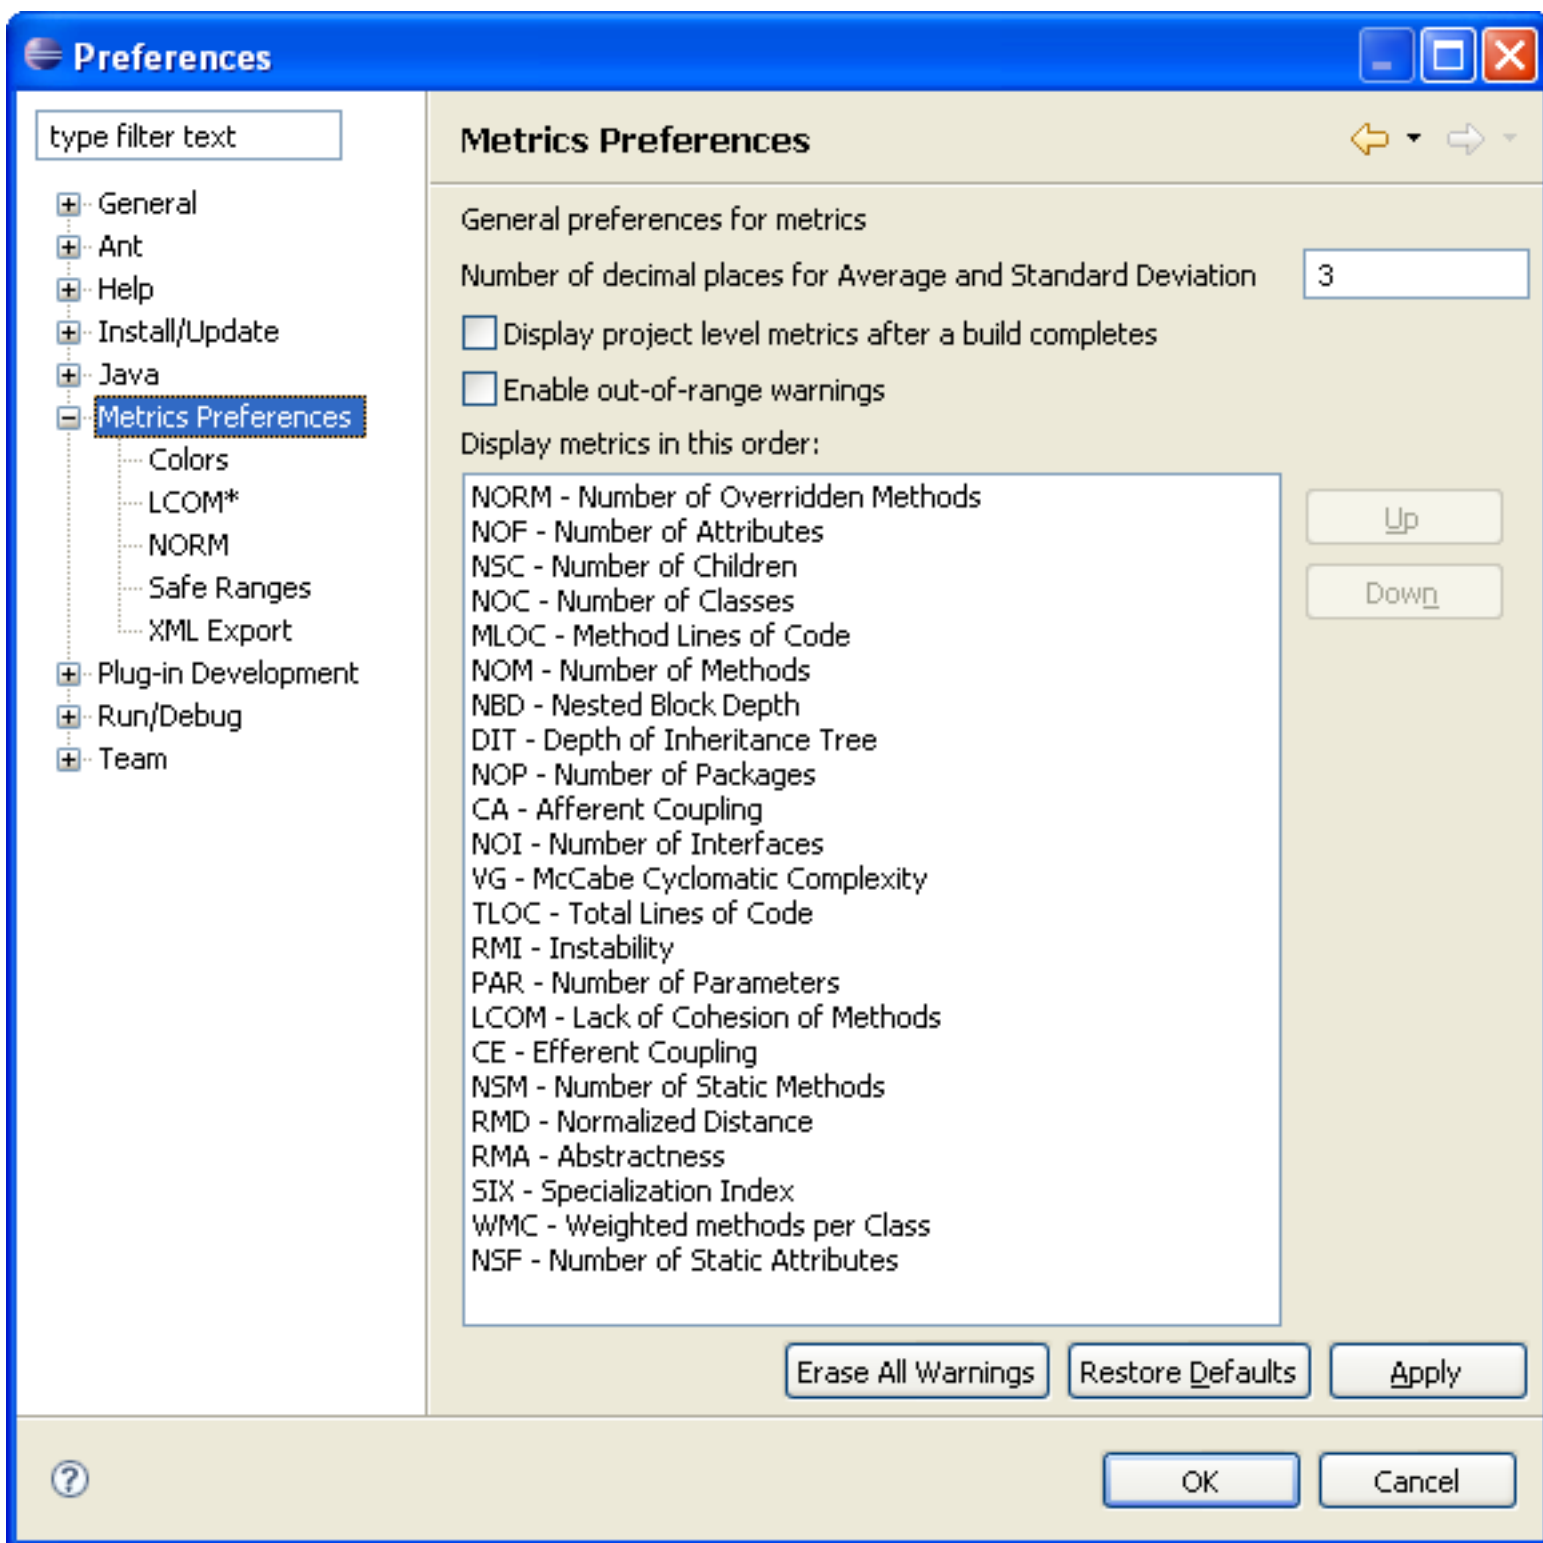 Preferences
type filter text
General
Ant
Help
Install/Update
Java
Metrics Preferences
Colors
LCOM*
NORM
Safe Ranges
XML Export
Plug-in Development
Run/Debug
Team
Metrics Preferences
General preferences for metrics
Number of decimal places for Average and Standard Deviation 3
Display project level metrics after a build completes
Enable out-of-range warnings
Display metrics in this order:
NORM - Number of Overridden Methods
NOF - Number of Attributes
NSC - Number of Children
NOC - Number of Classes
MLOC - Method Lines of Code
NOM - Number of Methods
NBD - Nested Block Depth
DIT - Depth of Inheritance Tree
NOP - Number of Packages
CA - Afferent Coupling
NOI - Number of Interfaces
VG - McCabe Cyclomatic Complexity
TLOC - Total Lines of Code
RMI - Instability
PAR - Number of Parameters
LCOM - Lack of Cohesion of Methods
CE - Efferent Coupling
NSM - Number of Static Methods
RMD - Normalized Distance
RMA - Abstractness
SIX - Specialization Index
WMC - Weighted methods per Class
NSF - Number of Static Attributes
Up
Down
Erase All Warnings Restore Defaults Apply
? OK Cancel